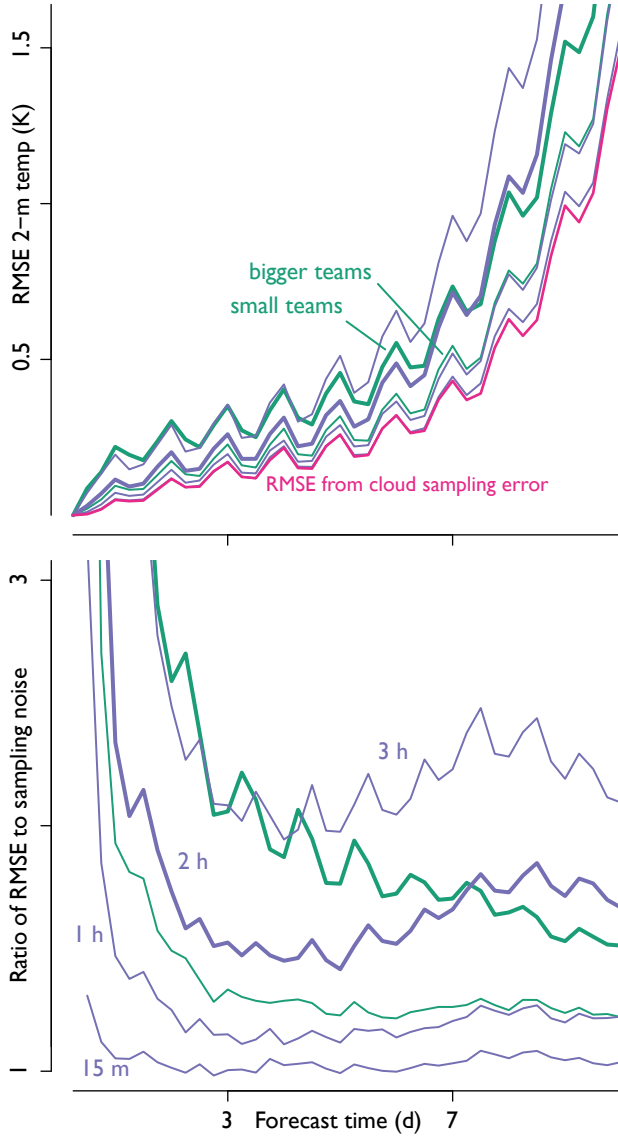 1.5
RMSE 2–m temp (K)
0.5
bigger teams
small teams
RMSE from cloud sampling error
3
Ratio of RMSE to sampling noise
1
3 h
2 h
1 h
15 m
3 Forecast time (d) 7